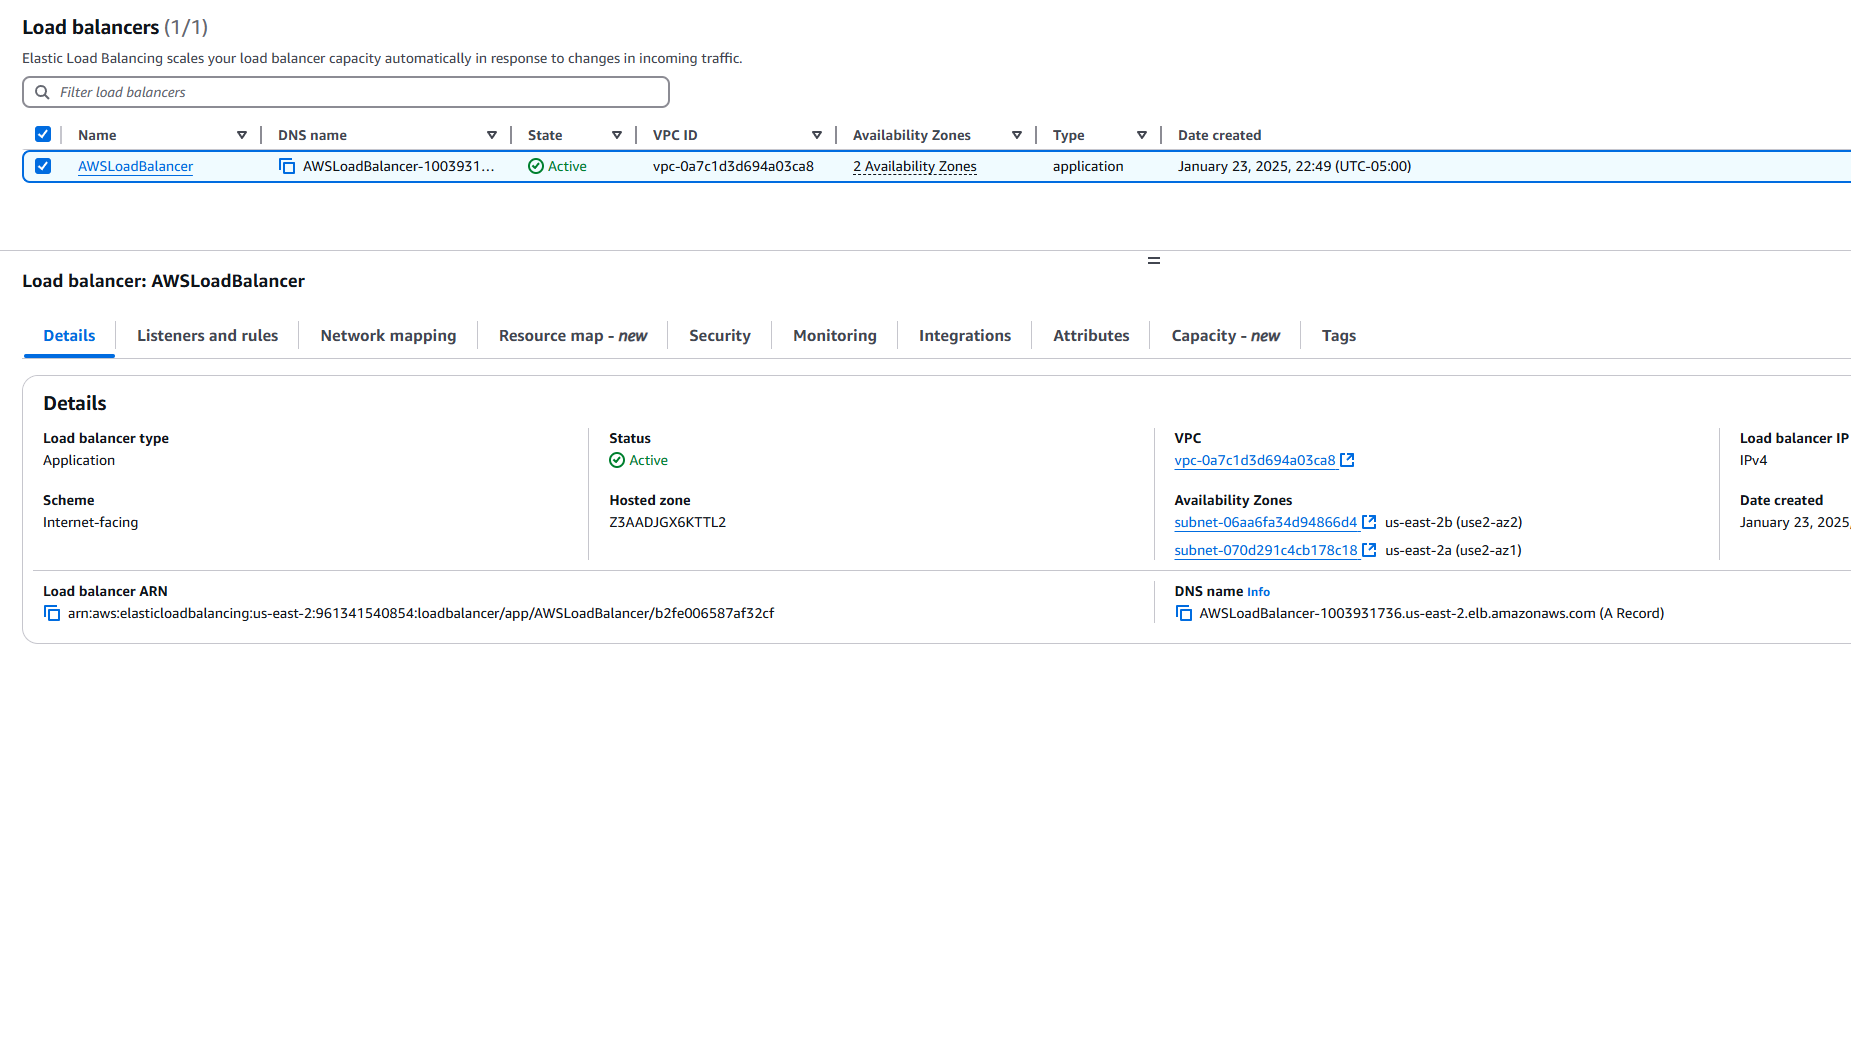 Load balancers (1/1)
Elastic Load Balancing scales your load balancer capacity automatically in response to changes in incoming traffic.
Filter load balancers
Name DNS name State VPC ID Availability Zones Type Date created
AWSLoadBalancer AWSLoadBalancer-1003931... Active vpc-0a7c1d3d694a03ca8 2 Availability Zones application January 23, 2025, 22:49 (UTC-05:00)
Load balancer: AWSLoadBalancer
Details Listeners and rules Network mapping Resource map - new Security Monitoring Integrations Attributes Capacity - new Tags
Details
Load balancer type Status VPC Load balancer IP
Application Active vpc-0a7c1d3d694a03ca8 IPv4
Scheme Hosted zone Availability Zones Date created
Internet-facing Z3AADJGX6KTTL2 subnet-06aa6fa34d94866d4 us-east-2b (use2-az2) January 23, 2025,
subnet-070d291c4cb178c18 us-east-2a (use2-az1)
Load balancer ARN DNS name Info
arn:aws:elasticloadbalancing:us-east-2:961341540854:loadbalancer/app/AWSLoadBalancer/b2fe006587af32cf AWSLoadBalancer-1003931736.us-east-2.elb.amazonaws.com (A Record)